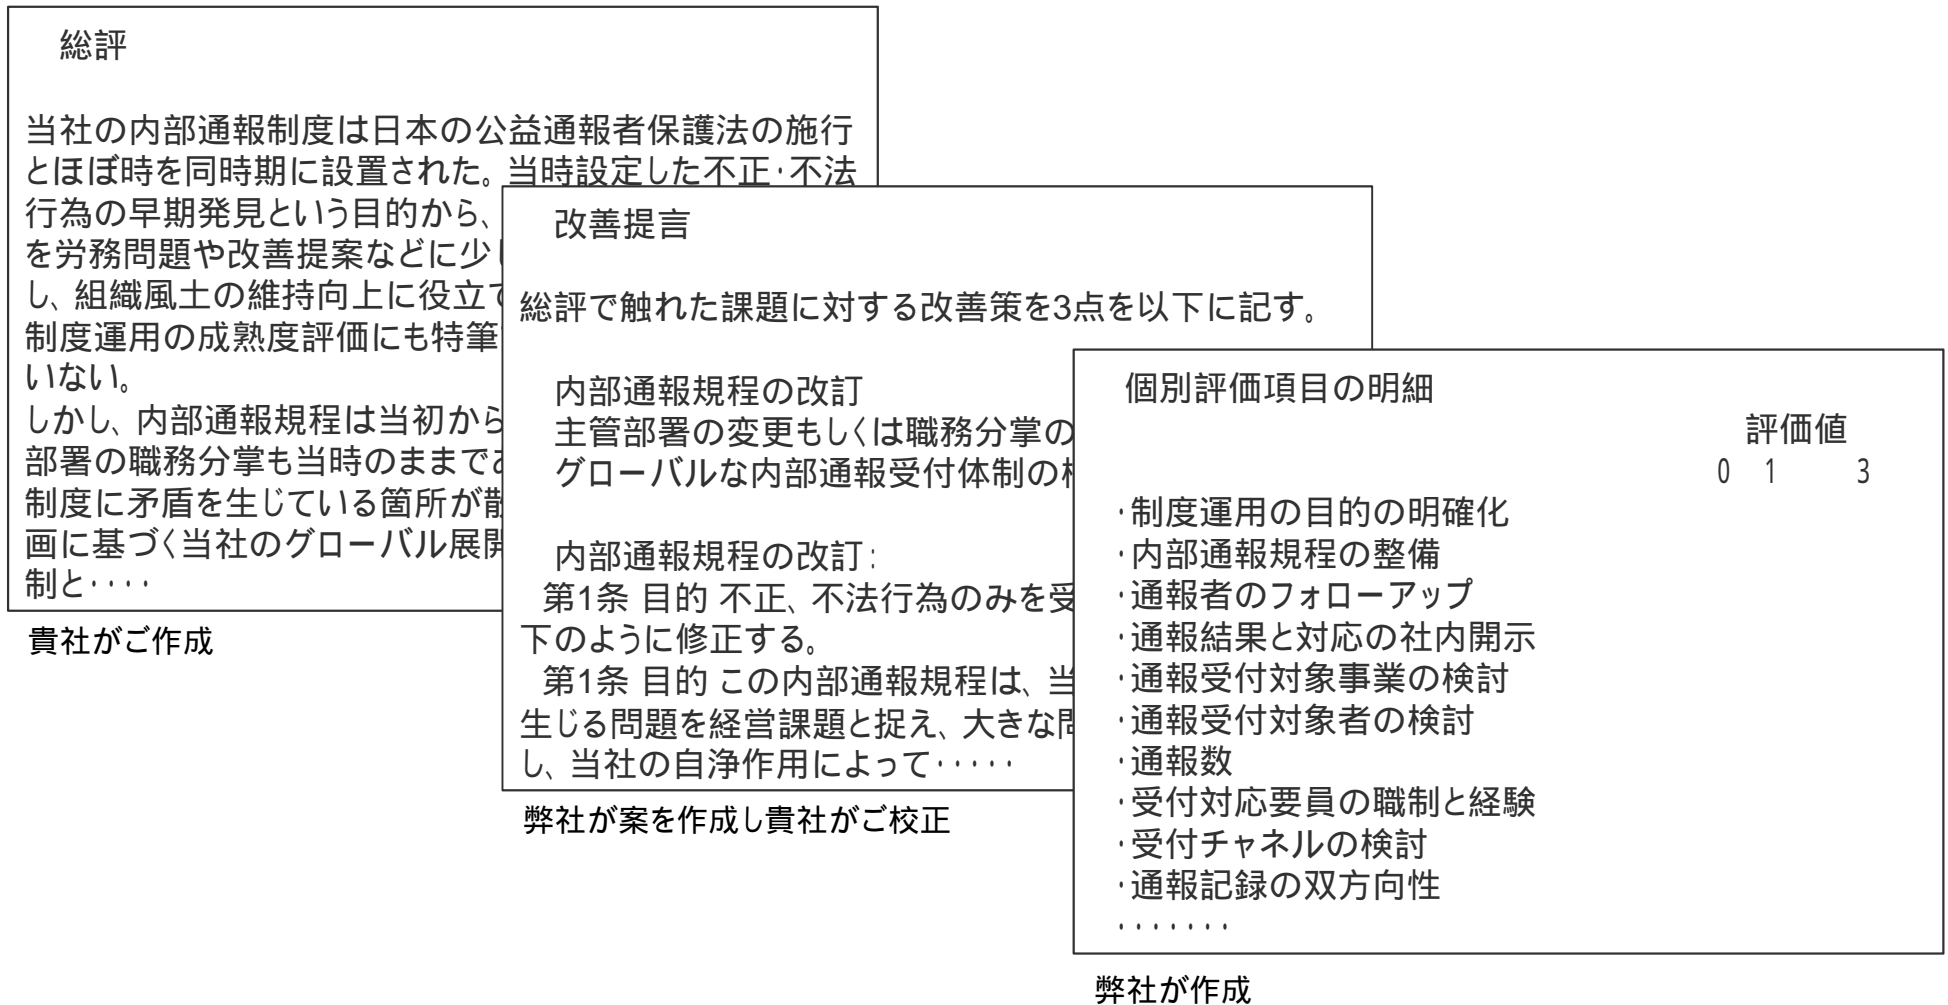 総評
当社の内部通報制度は日本の公益通報者保護法の施行
とほぼ時を同時期に設置された。当時設定した不正・不法
行為の早期発見という目的から、
を労務問題や改善提案などに少し
し、組織風土の維持向上に役立て
制度運用の成熟度評価にも特筆
いない。
しかし、内部通報規程は当初から
部署の職務分掌も当時のままであ
制度に矛盾を生じている箇所が散
画に基づく当社のグローバル展開
制と・・・・
貴社がご作成
改善提言
総評で触れた課題に対する改善策を3点を以下に記す。
内部通報規程の改訂
主管部署の変更もしくは職務分掌の
グローバルな内部通報受付体制の検
内部通報規程の改訂:
第1条 目的 不正、不法行為のみを受
下のように修正する。
第1条 目的 この内部通報規程は、当
生じる問題を経営課題と捉え、大きな問
し、当社の自浄作用によって・・・・・
弊社が案を作成し貴社がご校正
個別評価項目の明細
評価値
0 1 3
・制度運用の目的の明確化
・内部通報規程の整備
・通報者のフォローアップ
・通報結果と対応の社内開示
・通報受付対象事業の検討
・通報受付対象者の検討
・通報数
・受付対応要員の職制と経験
・受付チャネルの検討
・通報記録の双方向性
・・・・・・・
弊社が作成